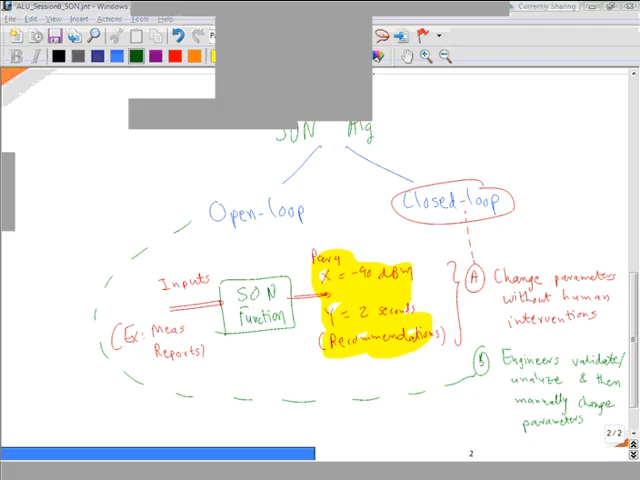 ALU_Session8_SON.jnt - Windows
Currently Sharing
File Edit View Insert Actions Tools
SON Alg
Open-loop
Closed-loop
Inputs
(Ex: Meas
Reports)
SON
Function
Para
X = -90 dBm
Y = 2 seconds
(Recommendations)
A Change parameters
without human
interventions
B Engineers validate/
analyze & then
manually change
parameters
2/2
2